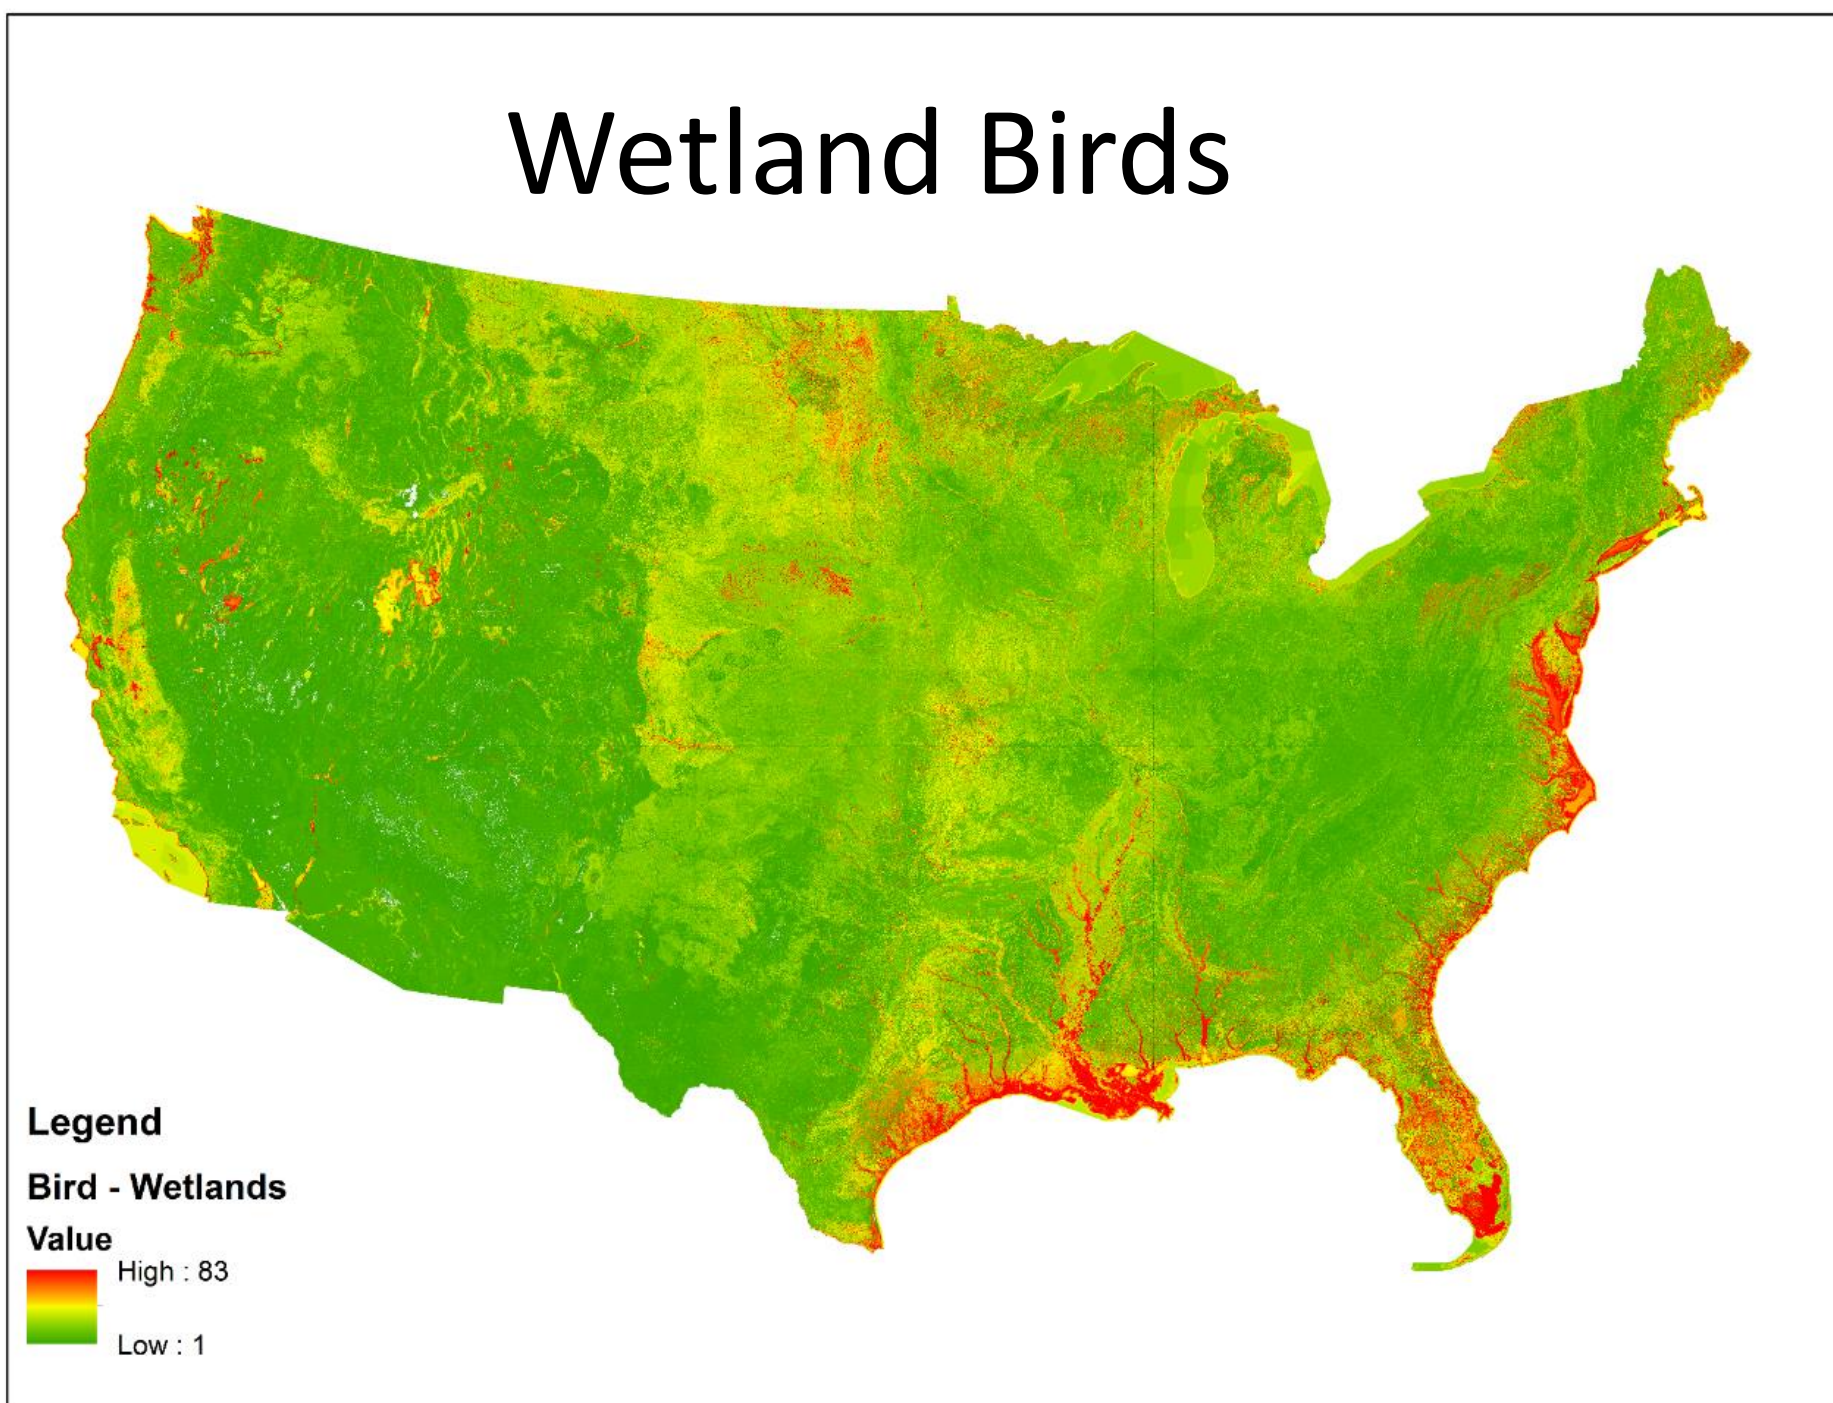 Wetland Birds
Legend
Bird - Wetlands
Value
High : 83
Low : 1